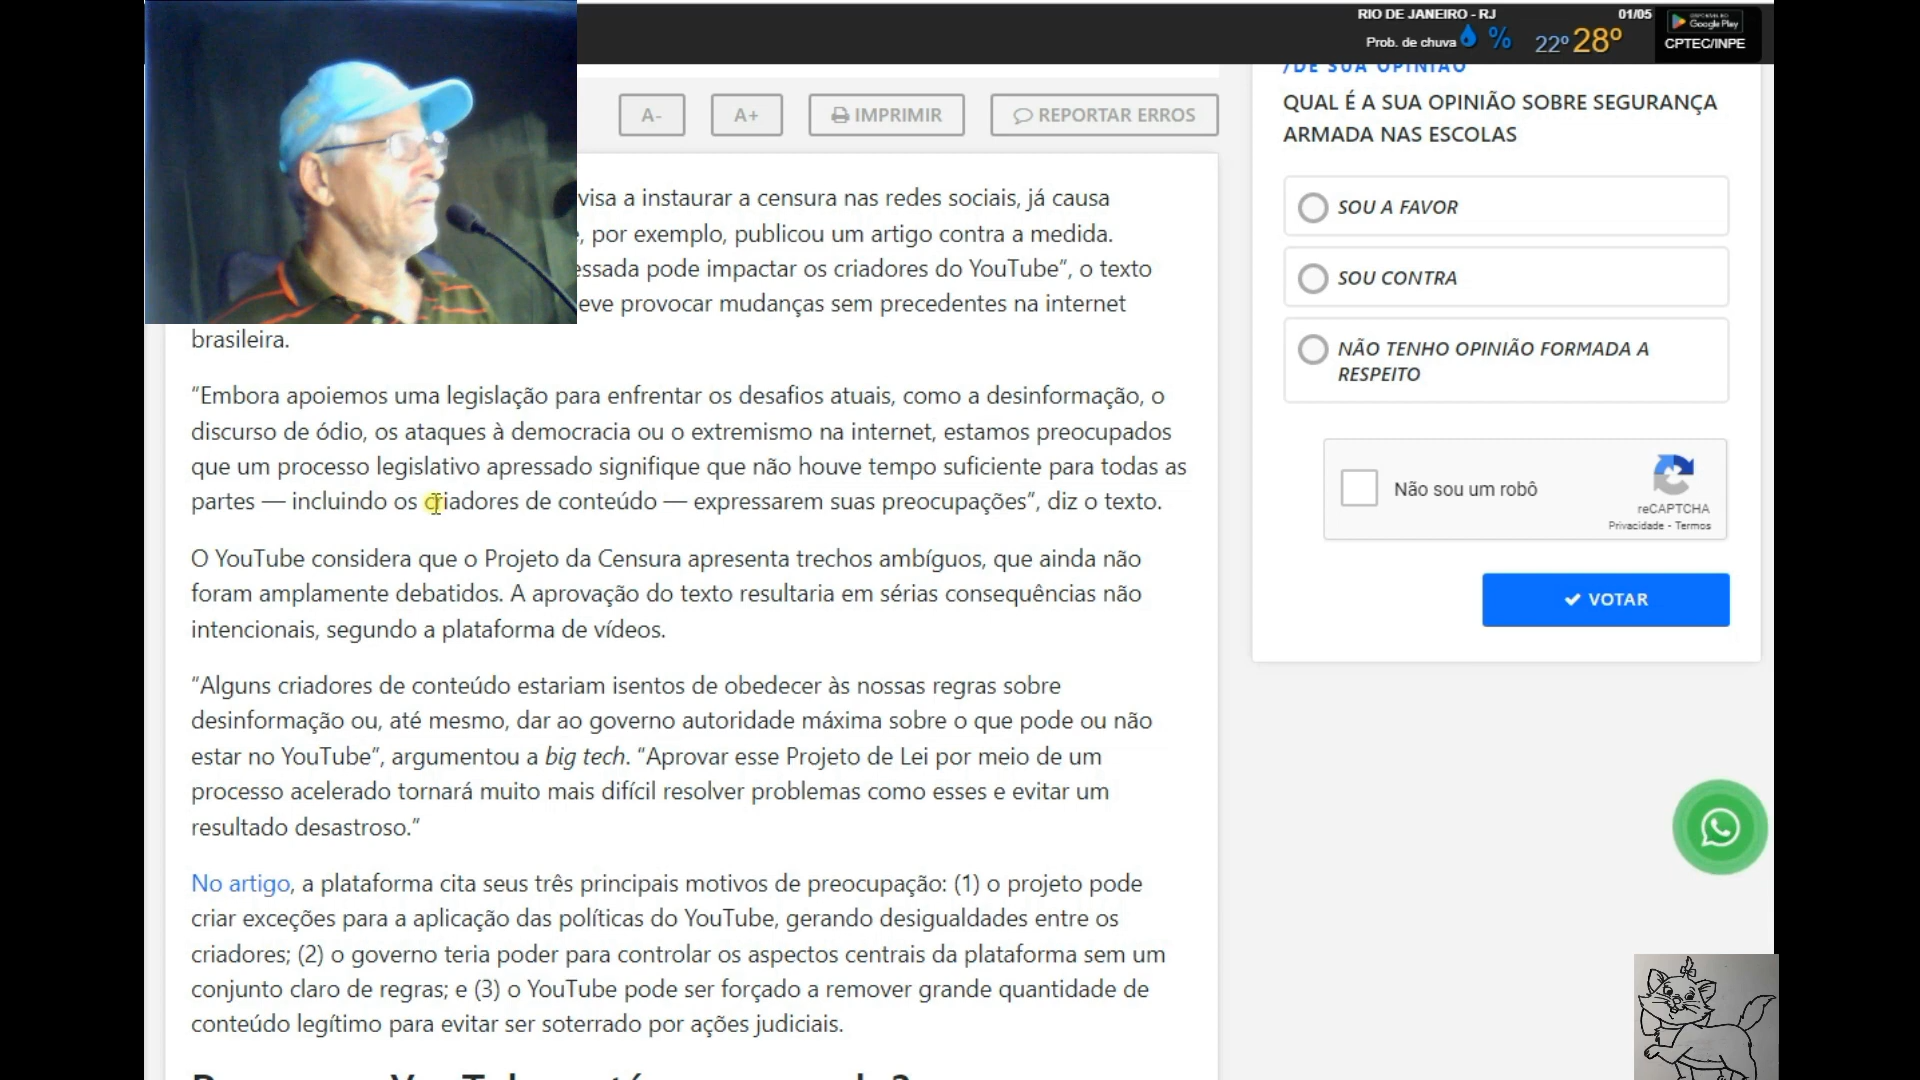 RIO DE JANEIRO - RJ
01/05
Prob. de chuva %
22º 28º
Google Play
CPTEC/INPE
A-
A+
IMPRIMIR
REPORTAR ERROS
visa a instaurar a censura nas redes sociais, já causa
, por exemplo, publicou um artigo contra a medida.
essada pode impactar os criadores do YouTube”, o texto
eve provocar mudanças sem precedentes na internet
brasileira.
“Embora apoiemos uma legislação para enfrentar os desafios atuais, como a desinformação, o
discurso de ódio, os ataques à democracia ou o extremismo na internet, estamos preocupados
que um processo legislativo apressado signifique que não houve tempo suficiente para todas as
partes — incluindo os criadores de conteúdo — expressarem suas preocupações”, diz o texto.
O YouTube considera que o Projeto da Censura apresenta trechos ambíguos, que ainda não
foram amplamente debatidos. A aprovação do texto resultaria em sérias consequências não
intencionais, segundo a plataforma de vídeos.
“Alguns criadores de conteúdo estariam isentos de obedecer às nossas regras sobre
desinformação ou, até mesmo, dar ao governo autoridade máxima sobre o que pode ou não
estar no YouTube”, argumentou a big tech. “Aprovar esse Projeto de Lei por meio de um
processo acelerado tornará muito mais difícil resolver problemas como esses e evitar um
resultado desastroso.”
No artigo, a plataforma cita seus três principais motivos de preocupação: (1) o projeto pode
criar exceções para a aplicação das políticas do YouTube, gerando desigualdades entre os
criadores; (2) o governo teria poder para controlar os aspectos centrais da plataforma sem um
conjunto claro de regras; e (3) o YouTube pode ser forçado a remover grande quantidade de
conteúdo legítimo para evitar ser soterrado por ações judiciais.
/DÊ SUA OPINIÃO
QUAL É A SUA OPINIÃO SOBRE SEGURANÇA
ARMADA NAS ESCOLAS
SOU A FAVOR
SOU CONTRA
NÃO TENHO OPINIÃO FORMADA A
RESPEITO
Não sou um robô
reCAPTCHA
Privacidade - Termos
VOTAR